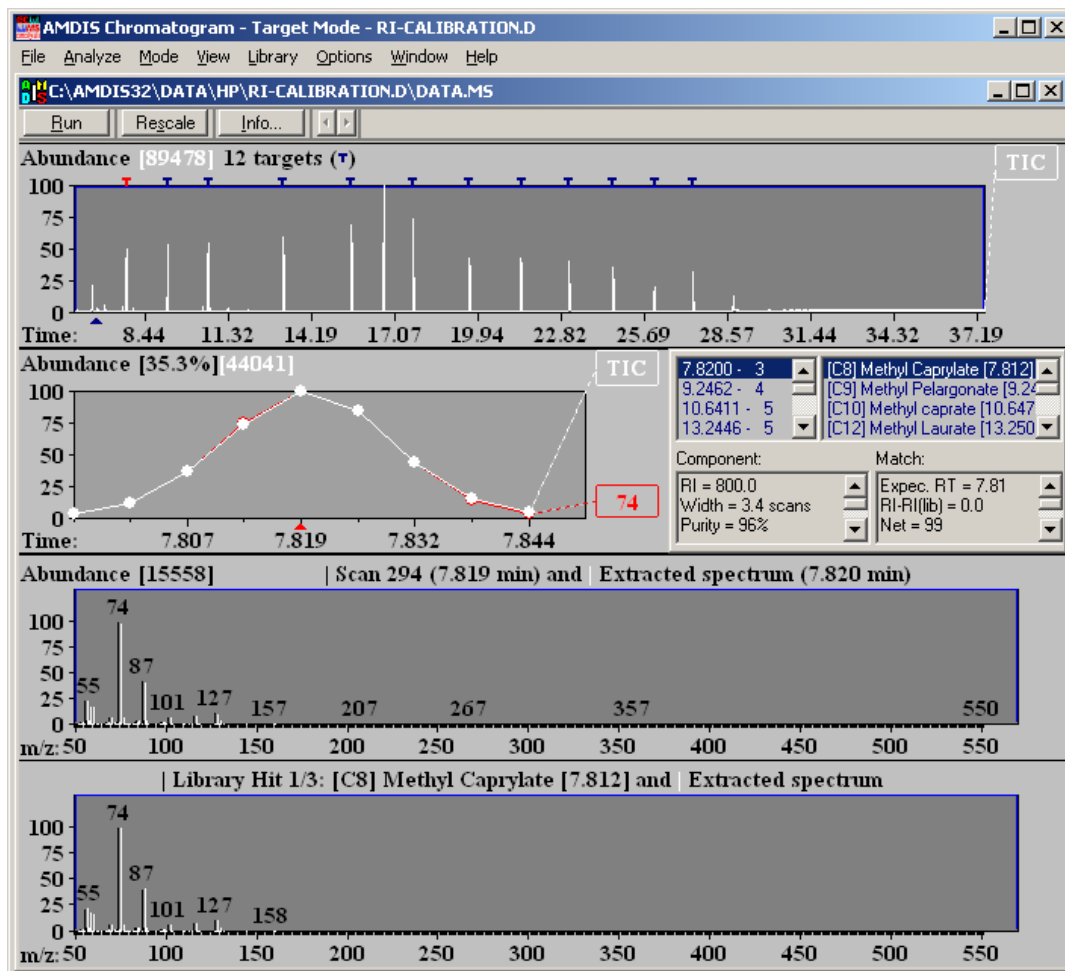 AMDIS Chromatogram - Target Mode - RI-CALIBRATION.D
File Analyze Mode View Library Options Window Help
C:\AMDIS32\DATA\HP\RI-CALIBRATION.D\DATA.MS
Run Rescale Info...
Abundance [89478] 12 targets (T)
TIC
100
75
50
25
0
Time: 8.44 11.32 14.19 17.07 19.94 22.82 25.69 28.57 31.44 34.32 37.19
Abundance [35.3%][44041]
TIC
100
75
50
25
0
74
Time: 7.807 7.819 7.832 7.844
7.8200 - 3
9.2462 - 4
10.6411 - 5
13.2446 - 5
[C8] Methyl Caprylate [7.812]
[C9] Methyl Pelargonate [9.24
[C10] Methyl caprate [10.647
[C12] Methyl Laurate [13.250
Component:
RI = 800.0
Width = 3.4 scans
Purity = 96%
Match:
Expec. RT = 7.81
RI-RI(lib) = 0.0
Net = 99
Abundance [15558] | Scan 294 (7.819 min) and | Extracted spectrum (7.820 min)
100
75
50
25
0
74
87
55
101 127 157 207 267 357 550
m/z: 50 100 150 200 250 300 350 400 450 500 550
| Library Hit 1/3: [C8] Methyl Caprylate [7.812] and | Extracted spectrum
100
75
50
25
0
74
87
55
101 127 158
m/z: 50 100 150 200 250 300 350 400 450 500 550